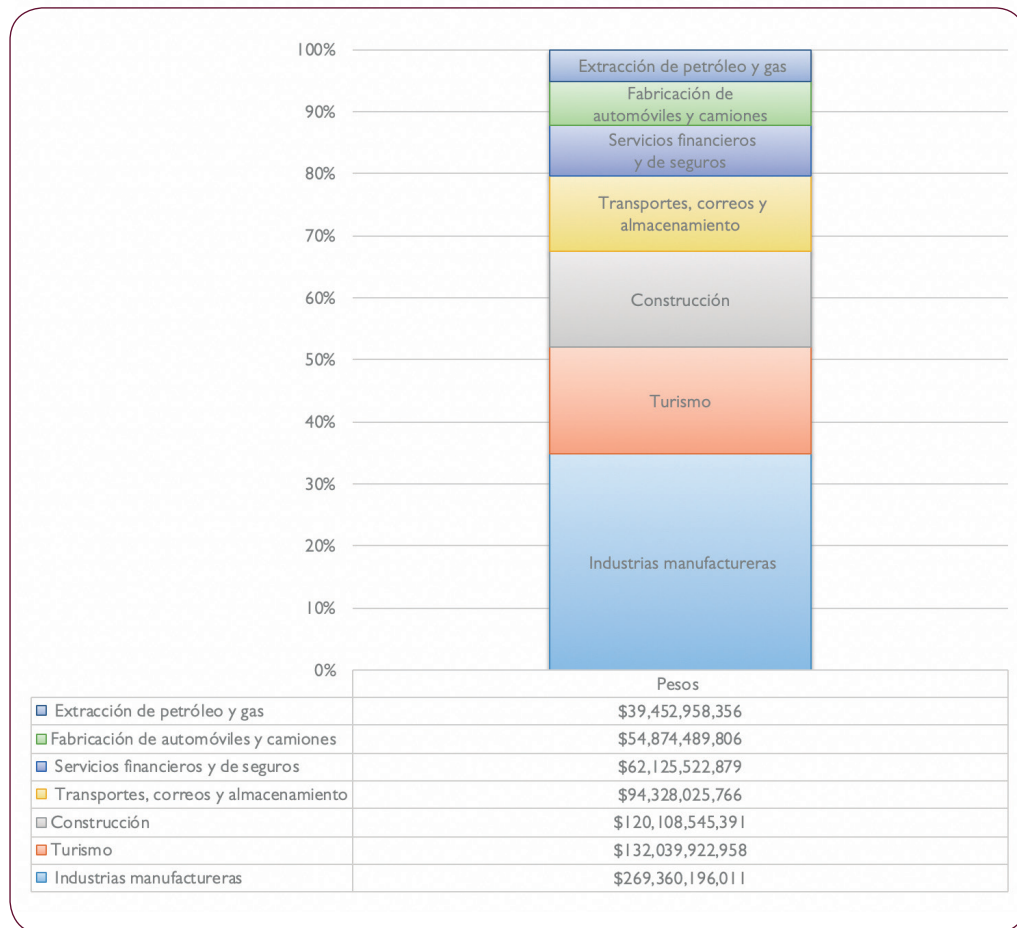 100%
90%
80%
70%
60%
50%
40%
30%
20%
10%
0%
Extracción de petróleo y gas
Fabricación de
automóviles y camiones
Servicios financieros
y de seguros
Transportes, correos y
almacenamiento
Construcción
Turismo
Industrias manufactureras
Pesos
Extracción de petróleo y gas $39,452,958,356
Fabricación de automóviles y camiones $54,874,489,806
Servicios financieros y de seguros $62,125,522,879
Transportes, correos y almacenamiento $94,328,025,766
Construcción $120,108,545,391
Turismo $132,039,922,958
Industrias manufactureras $269,360,196,011